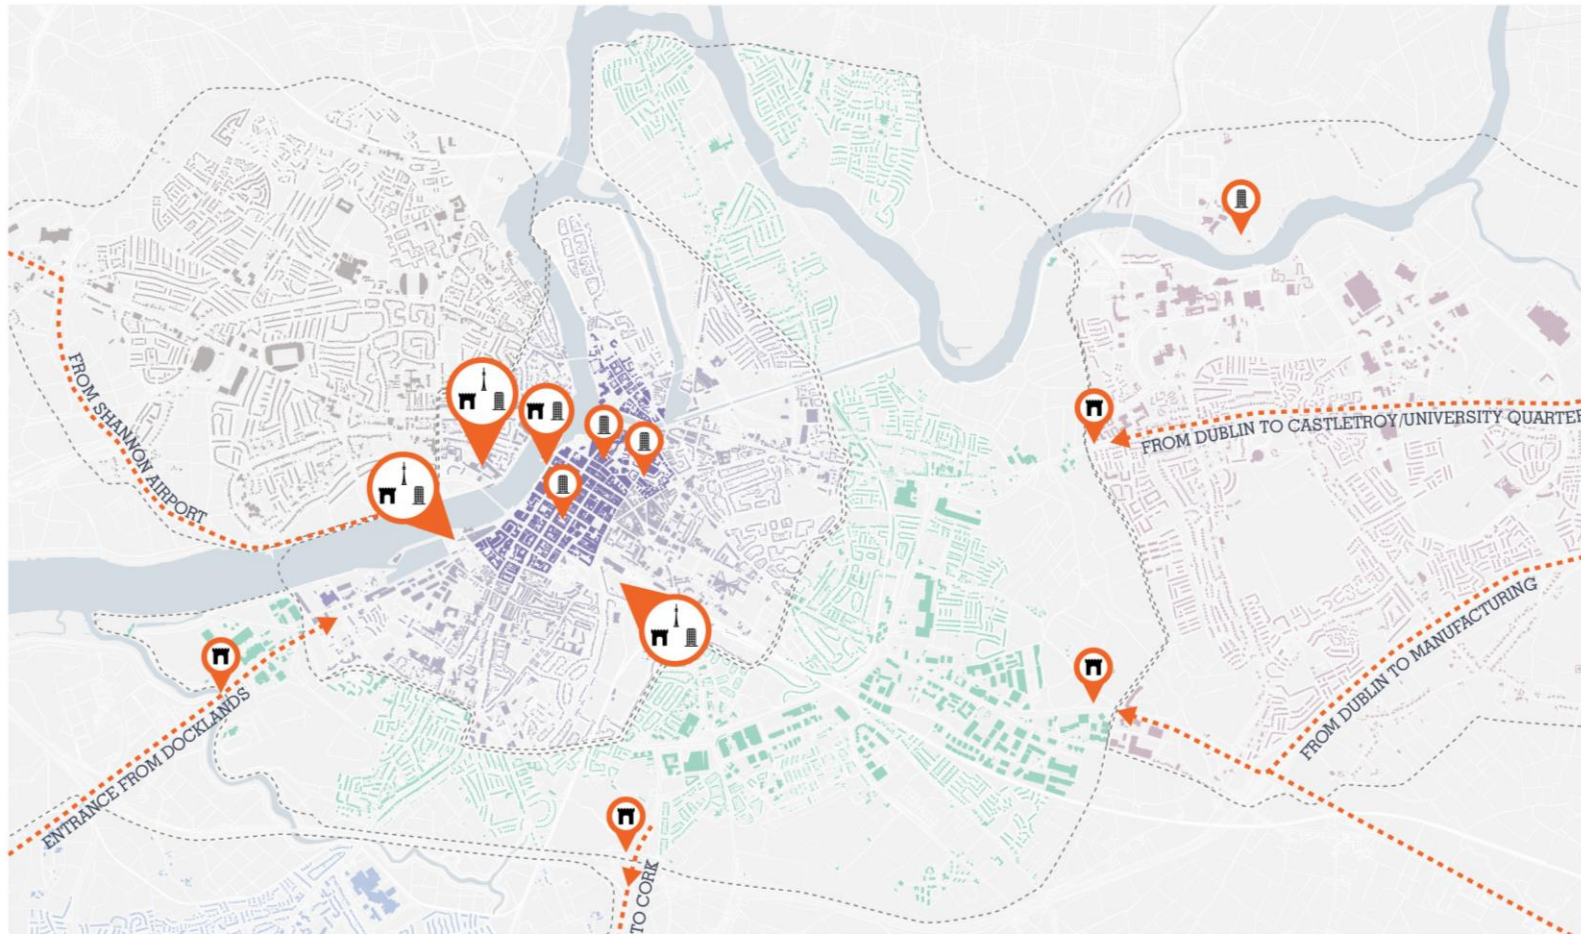 FROM SHANNON AIRPORT
FROM DUBLIN TO CASTLETROY/UNIVERSITY QUARTER
FROM DUBLIN TO MANUFACTURING
ENTRANCE FROM DOCKLANDS
TO CORK